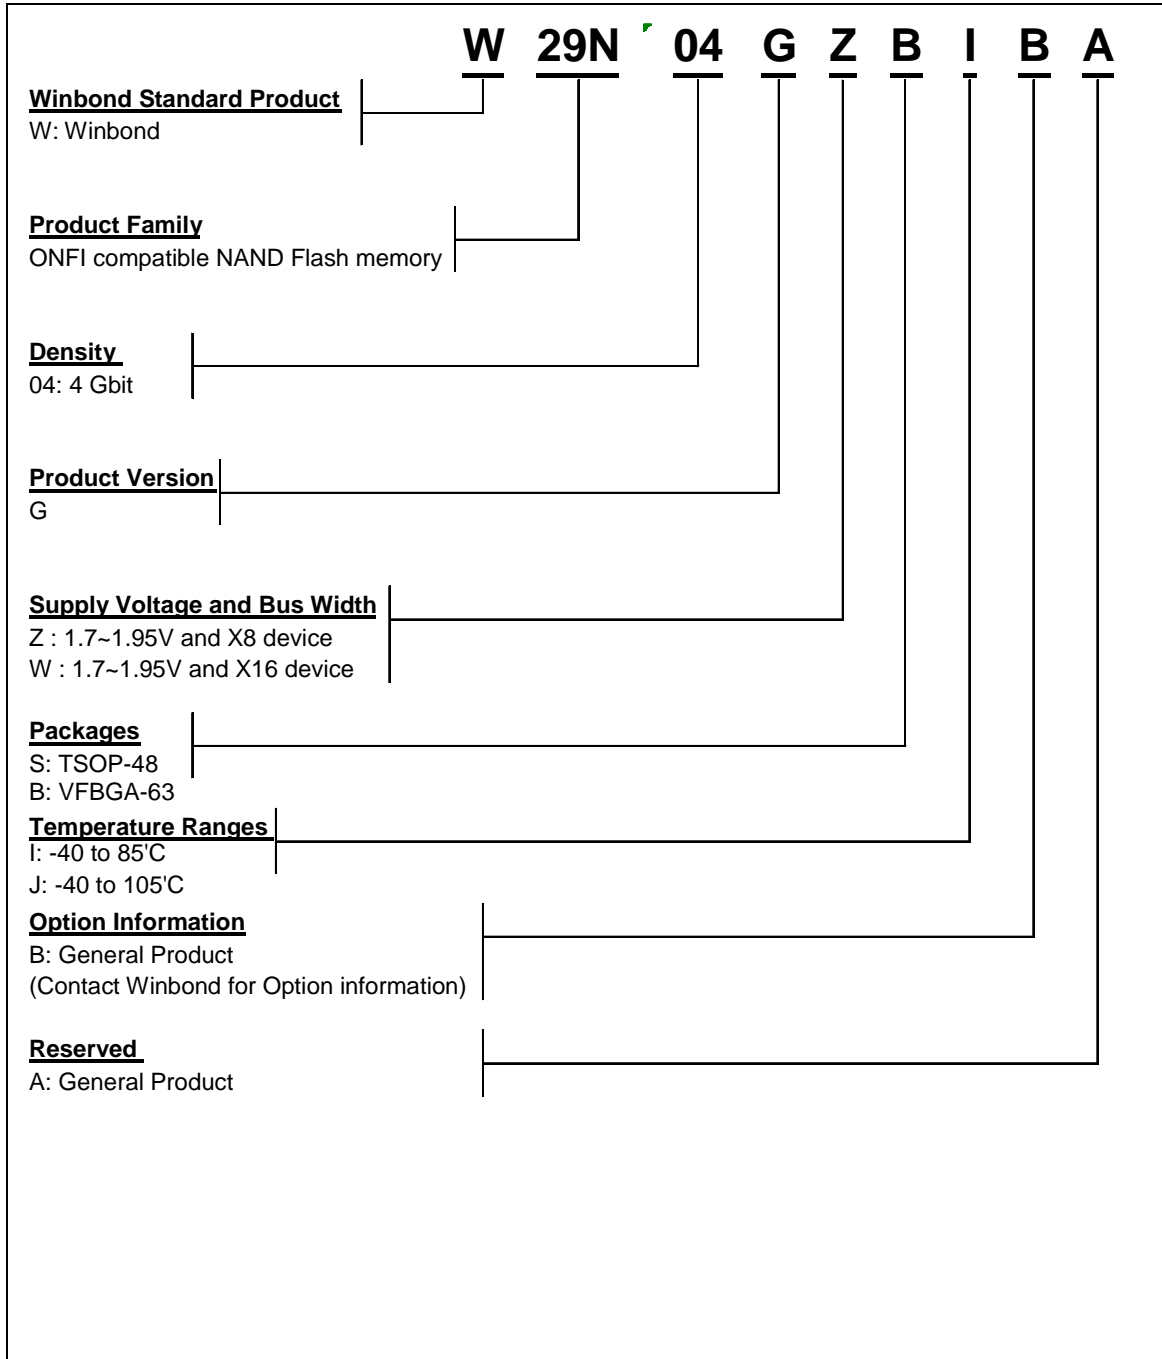 W 29N 04 G Z B I B A
Winbond Standard Product
W: Winbond
Product Family
ONFI compatible NAND Flash memory
Density
04: 4 Gbit
Product Version
G
Supply Voltage and Bus Width
Z : 1.7~1.95V and X8 device
W : 1.7~1.95V and X16 device
Packages
S: TSOP-48
B: VFBGA-63
Temperature Ranges
I: -40 to 85'C
J: -40 to 105'C
Option Information
B: General Product
(Contact Winbond for Option information)
Reserved
A: General Product